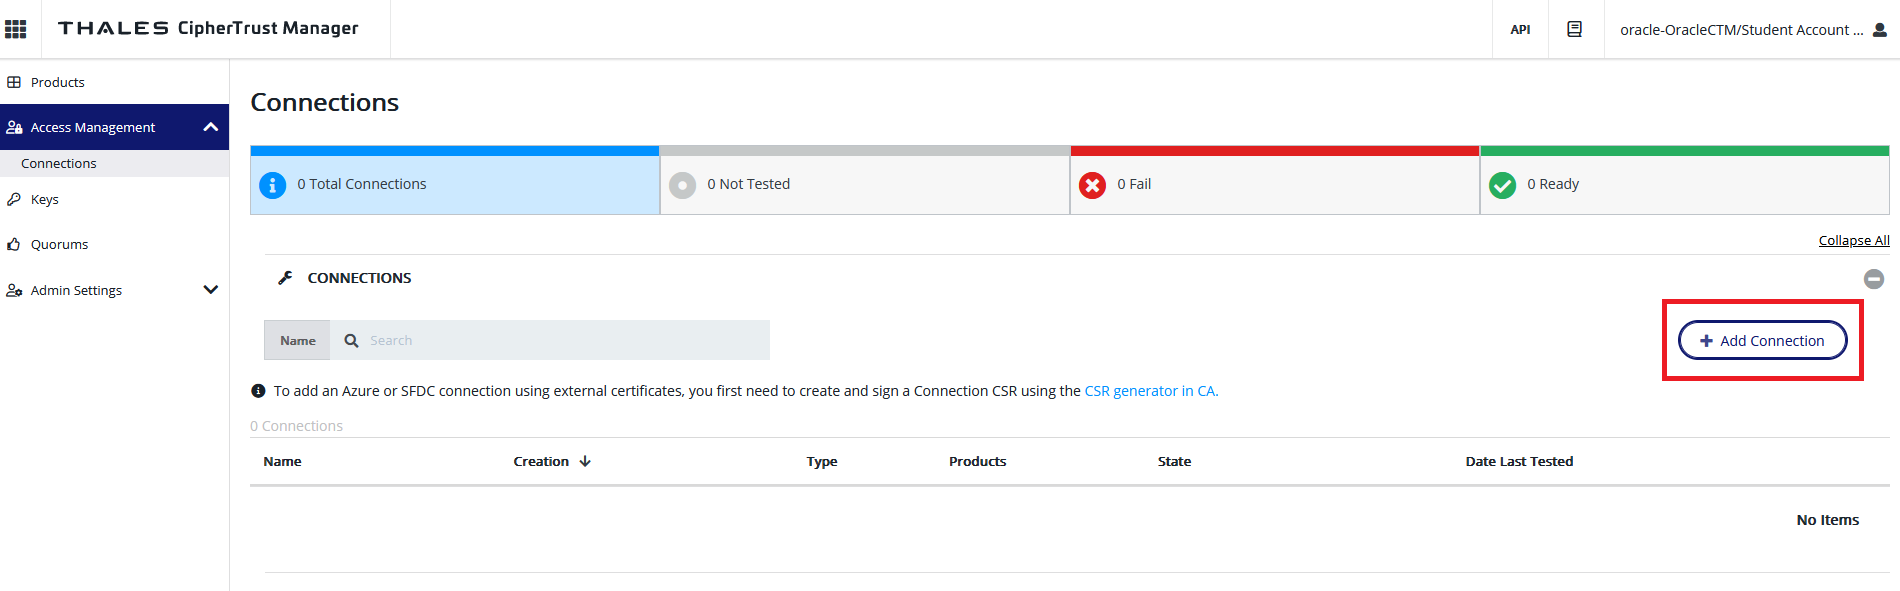 THALES CipherTrust Manager
API
oracle-OracleCTM/Student Account ...
Products
Access Management
Connections
Keys
Quorums
Admin Settings
Connections
0 Total Connections
0 Not Tested
0 Fail
0 Ready
Collapse All
CONNECTIONS
Name
Search
+ Add Connection
To add an Azure or SFDC connection using external certificates, you first need to create and sign a Connection CSR using the CSR generator in CA.
0 Connections
Name Creation Type Products State Date Last Tested
No Items